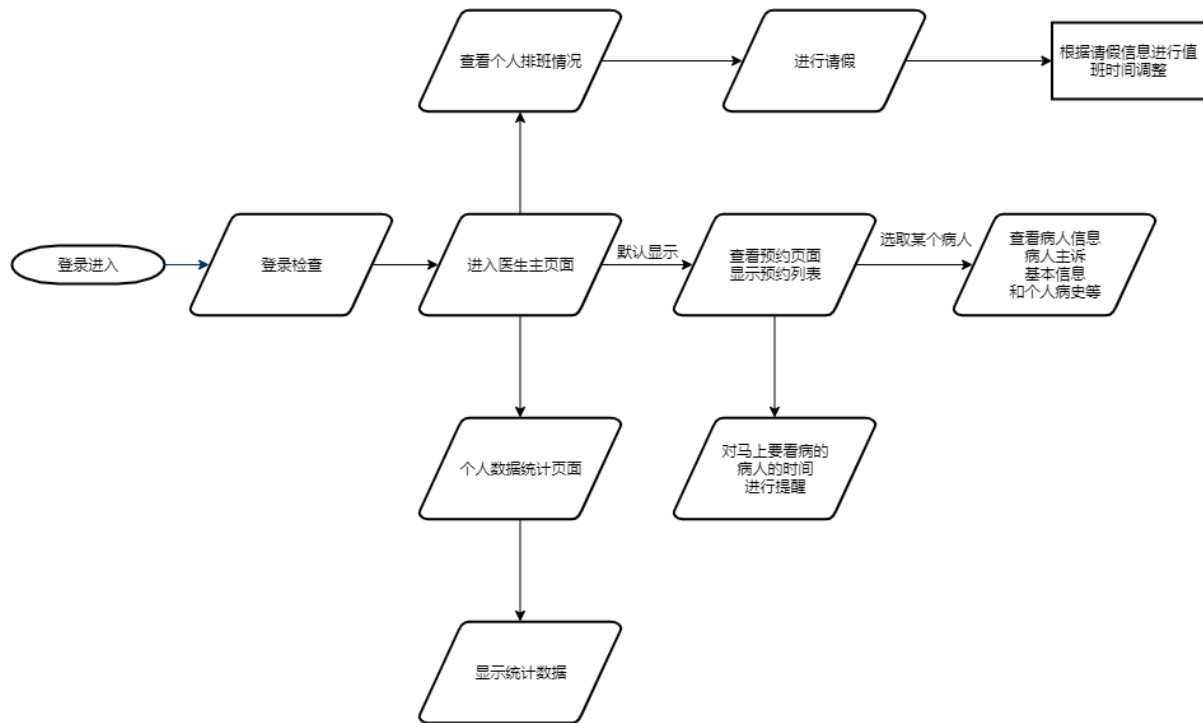 查看个人排班情况
进行请假
根据请假信息进行值
班时间调整
登录进入
登录检查
进入医生主页面
默认显示
查看预约页面
显示预约列表
选取某个病人
查看病人信息
病人主诉
基本信息
和个人病史等
个人数据统计页面
对马上要看病的
病人的时间
进行提醒
显示统计数据